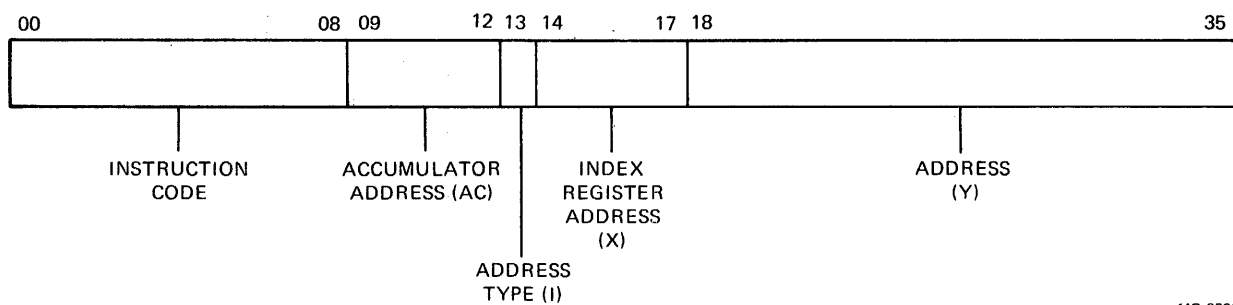 00 08 09 12 13 14 17 18 35
INSTRUCTION ACCUMULATOR INDEX ADDRESS
CODE ADDRESS (AC) REGISTER (Y)
ADDRESS
(X)
ADDRESS
TYPE (I)